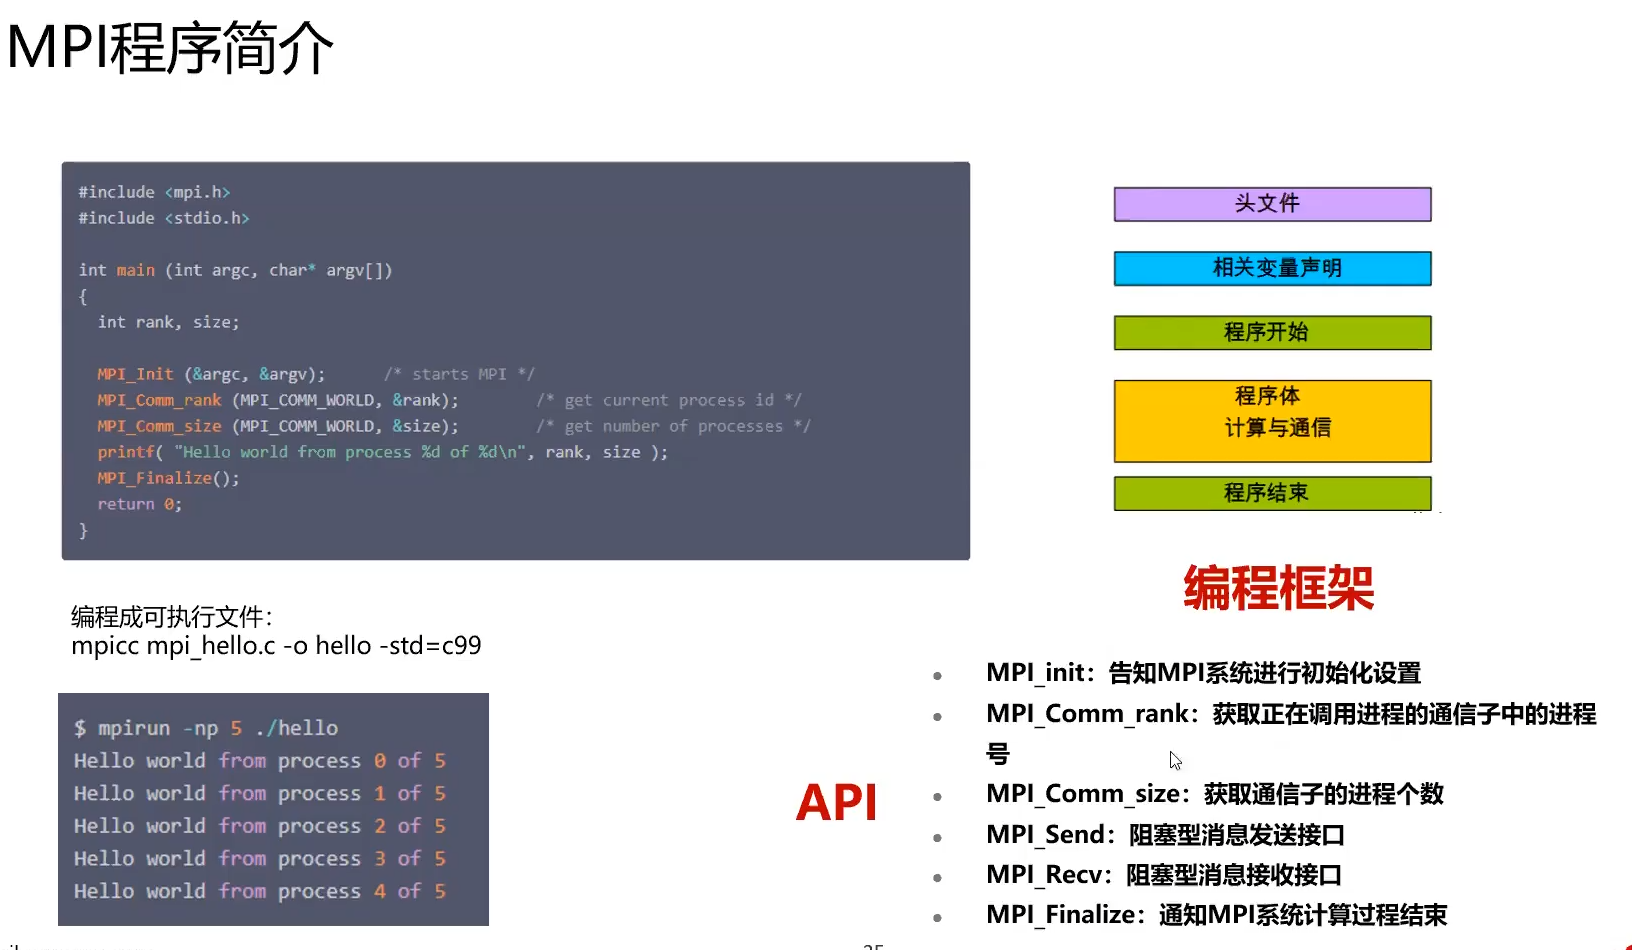 MPI程序简介
#include <mpi.h>
#include <stdio.h>
int main (int argc, char* argv[])
{
int rank, size;
MPI_Init (&argc, &argv); /* starts MPI */
MPI_Comm_rank (MPI_COMM_WORLD, &rank); /* get current process id */
MPI_Comm_size (MPI_COMM_WORLD, &size); /* get number of processes */
printf( "Hello world from process %d of %d\n", rank, size );
MPI_Finalize();
return 0;
}
头文件
相关变量声明
程序开始
程序体
计算与通信
程序结束
编程框架
编程成可执行文件：
mpicc mpi_hello.c -o hello -std=c99
$ mpirun -np 5 ./hello
Hello world from process 0 of 5
Hello world from process 1 of 5
Hello world from process 2 of 5
Hello world from process 3 of 5
Hello world from process 4 of 5
API
MPI_init：告知MPI系统进行初始化设置
MPI_Comm_rank：获取正在调用进程的通信子中的进程
号
MPI_Comm_size：获取通信子的进程个数
MPI_Send：阻塞型消息发送接口
MPI_Recv：阻塞型消息接收接口
MPI_Finalize：通知MPI系统计算过程结束